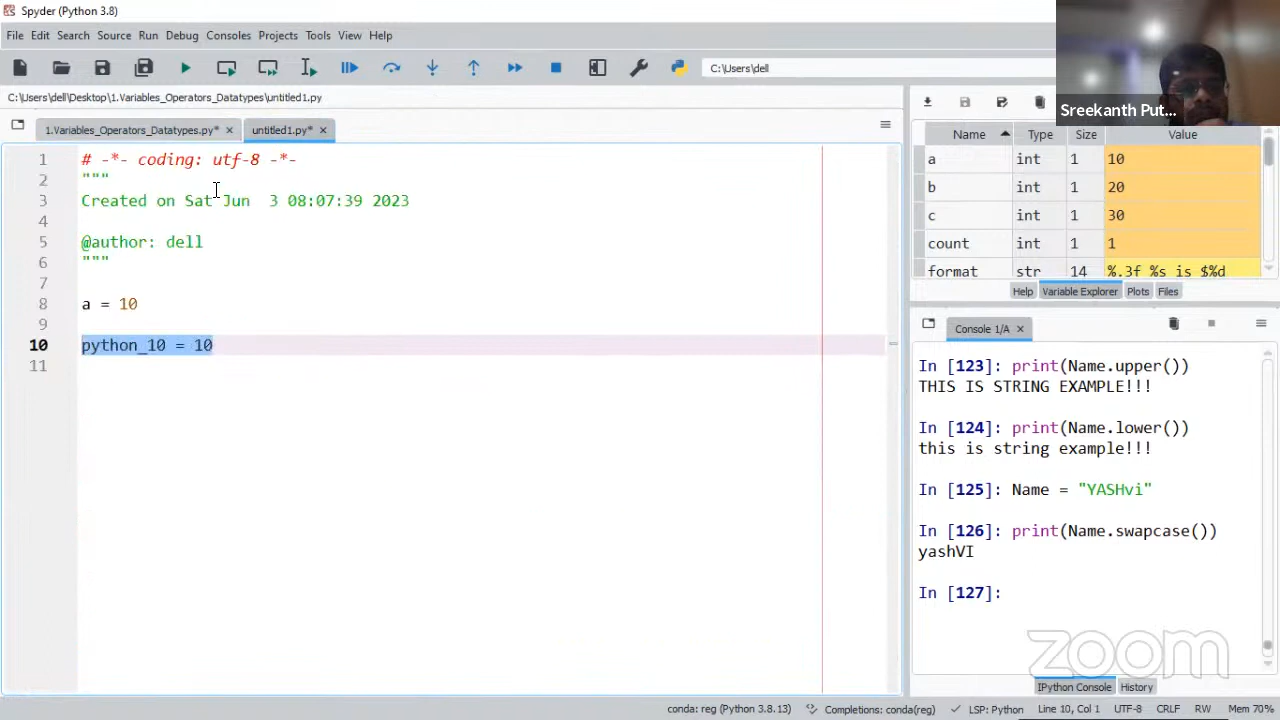 Spyder (Python 3.8)
File Edit Search Source Run Debug Consoles Projects Tools View Help
C:\Users\dell
C:\Users\dell\Desktop\1.Variables_Operators_Datatypes\untitled1.py
1.Variables_Operators_Datatypes.py* untitled1.py*
1 # -*- coding: utf-8 -*-
2 """
3 Created on Sat Jun  3 08:07:39 2023
4
5 @author: dell
6 """
7
8 a = 10
9
10 python_10 = 10
11
Sreekanth Put...
Name Type Size Value
a int 1 10
b int 1 20
c int 1 30
count int 1 1
format str 14 %.3f %s is $%d
Help Variable Explorer Plots Files
Console 1/A
In [123]: print(Name.upper())
THIS IS STRING EXAMPLE!!!
In [124]: print(Name.lower())
this is string example!!!
In [125]: Name = "YASHvi"
In [126]: print(Name.swapcase())
yashVI
In [127]:
zoom
IPython Console History
conda: reg (Python 3.8.13) Completions: conda(reg) LSP: Python Line 10, Col 1 UTF-8 CRLF RW Mem 70%